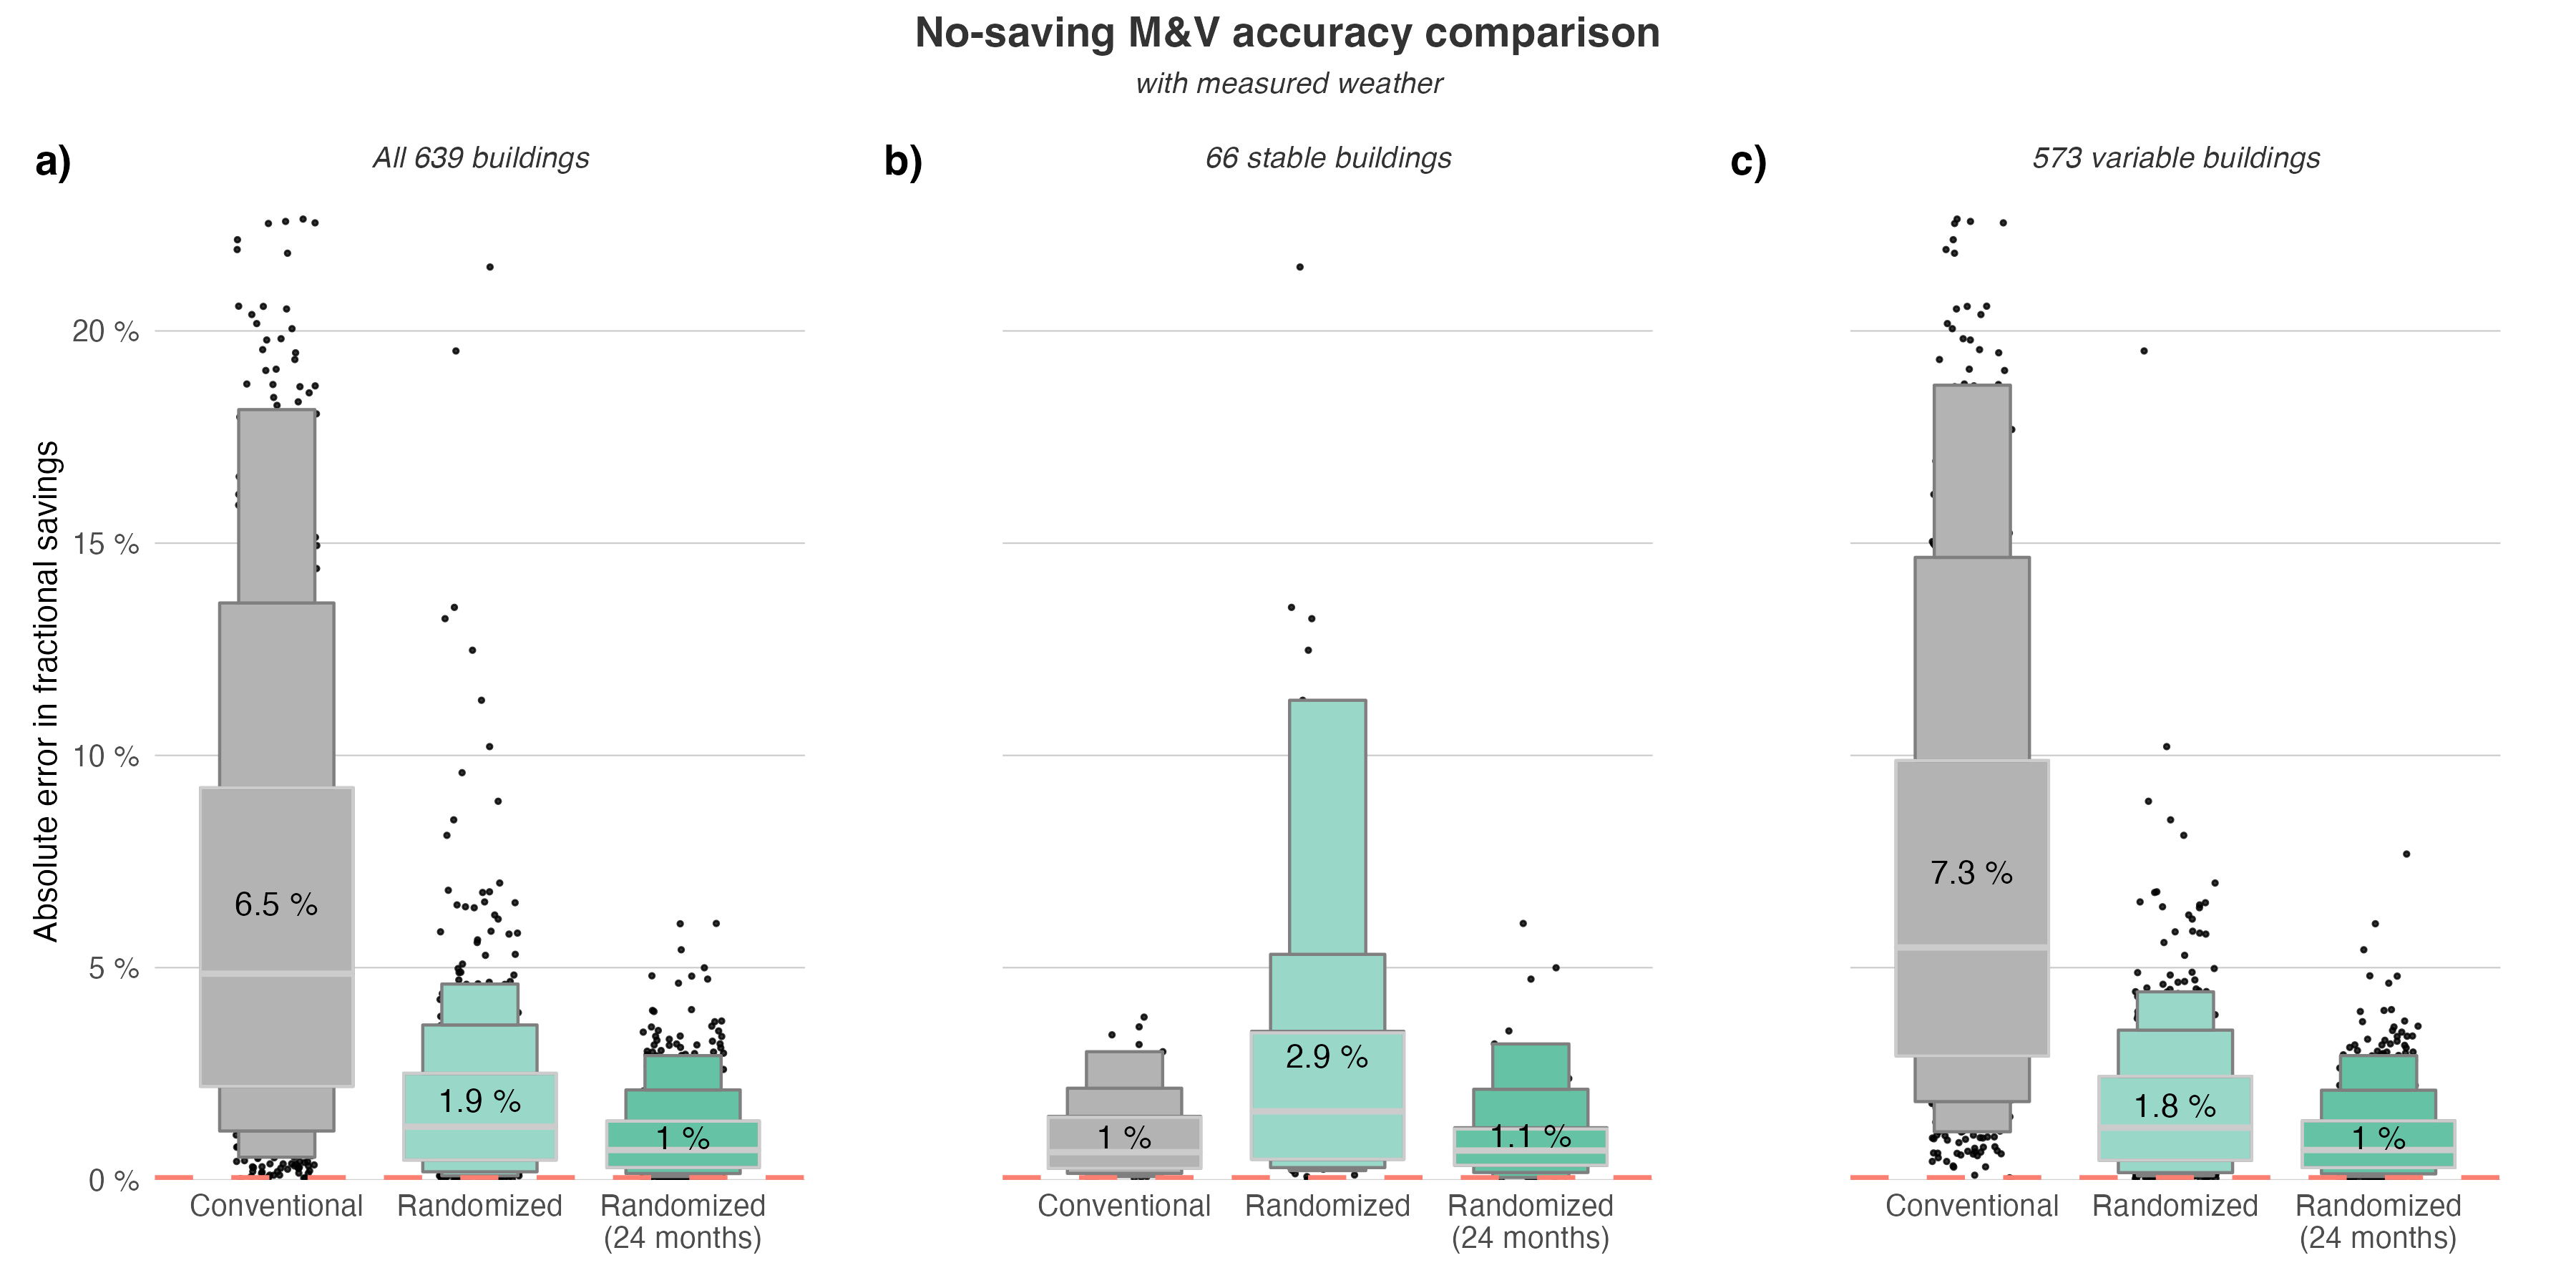 No-saving M&V accuracy comparison
with measured weather
a)
All 639 buildings
b)
66 stable buildings
c)
573 variable buildings
Absolute error in fractional savings
20 %
15 %
10 %
5 %
0 %
6.5 %
1.9 %
1 %
1 %
2.9 %
1.1 %
7.3 %
1.8 %
1 %
Conventional
Randomized
Randomized
(24 months)
Conventional
Randomized
Randomized
(24 months)
Conventional
Randomized
Randomized
(24 months)